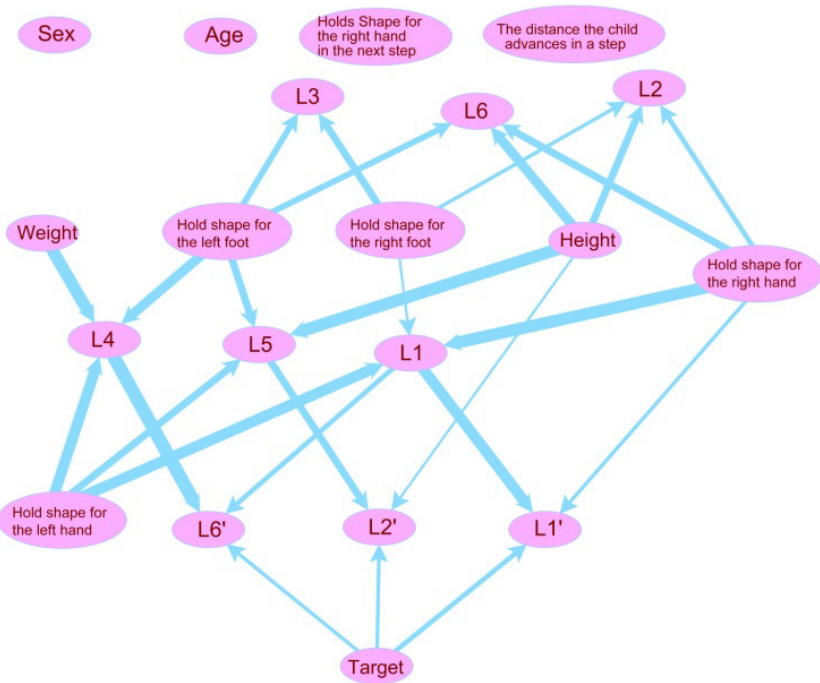 Sex
Age
Holds Shape for
the right hand
in the next step
The distance the child
advances in a step
L3
L6
L2
Weight
Hold shape for
the left foot
Hold shape for
the right foot
Height
Hold shape for
the right hand
L4
L5
L1
Hold shape for
the left hand
L6'
L2'
L1'
Target